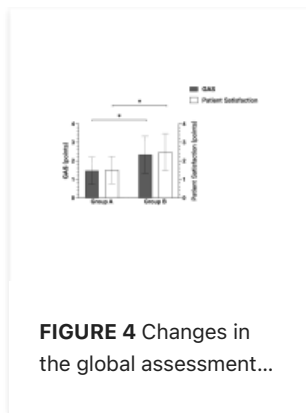 GAS
Patient Satisfaction
*
*
GAS (points)
Patient Satisfaction (points)
Group A
Group B
FIGURE 4 Changes in
the global assessment...